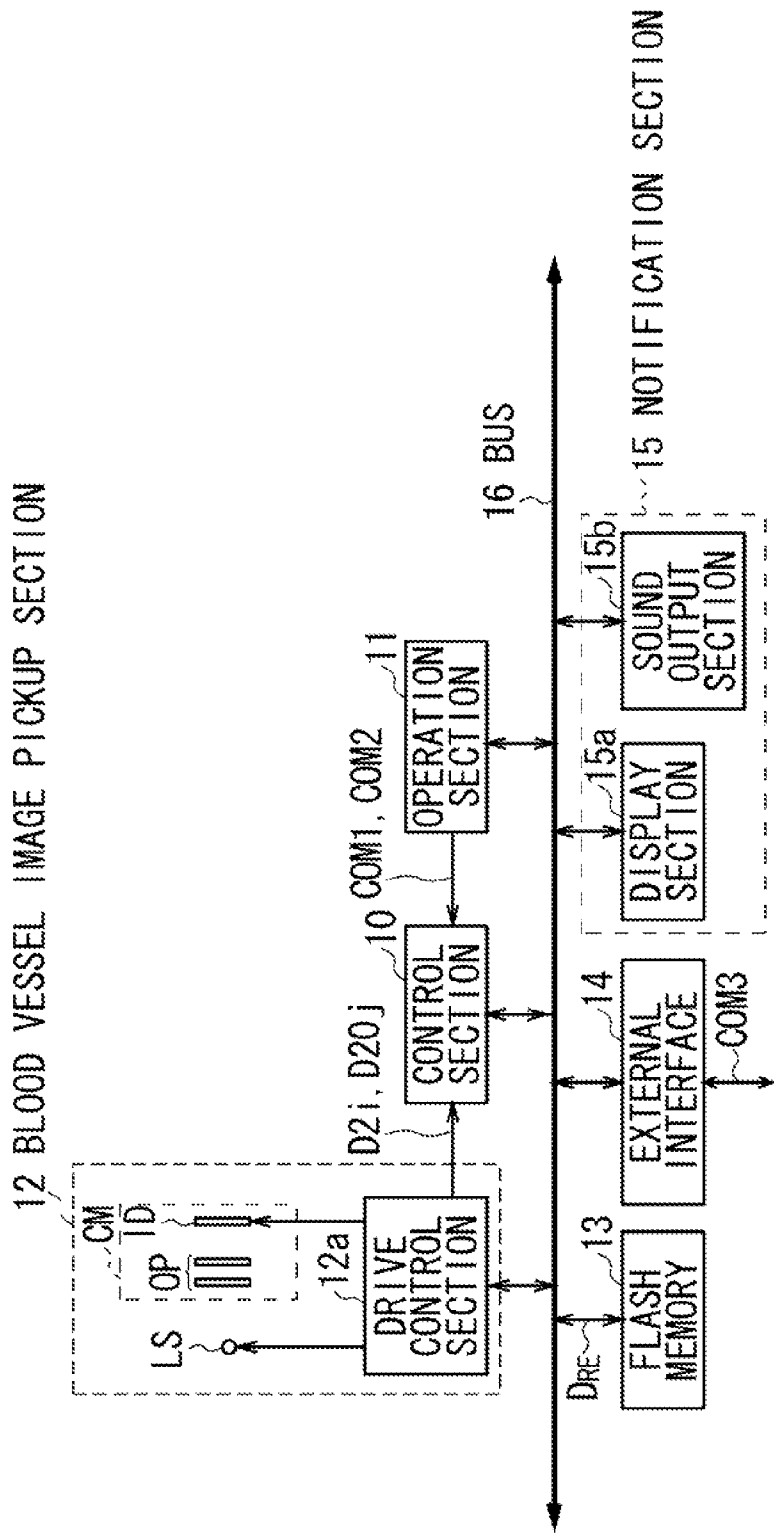 12 BLOOD VESSEL IMAGE PICKUP SECTION
CM
ID
OP
LS
12a
DRIVE
CONTROL
SECTION
D2i, D20j
10
CONTROL
SECTION
COM1, COM2
11
OPERATION
SECTION
16 BUS
DRE
13
FLASH
MEMORY
14
EXTERNAL
INTERFACE
COM3
15a
DISPLAY
SECTION
15b
SOUND
OUTPUT
SECTION
15 NOTIFICATION SECTION